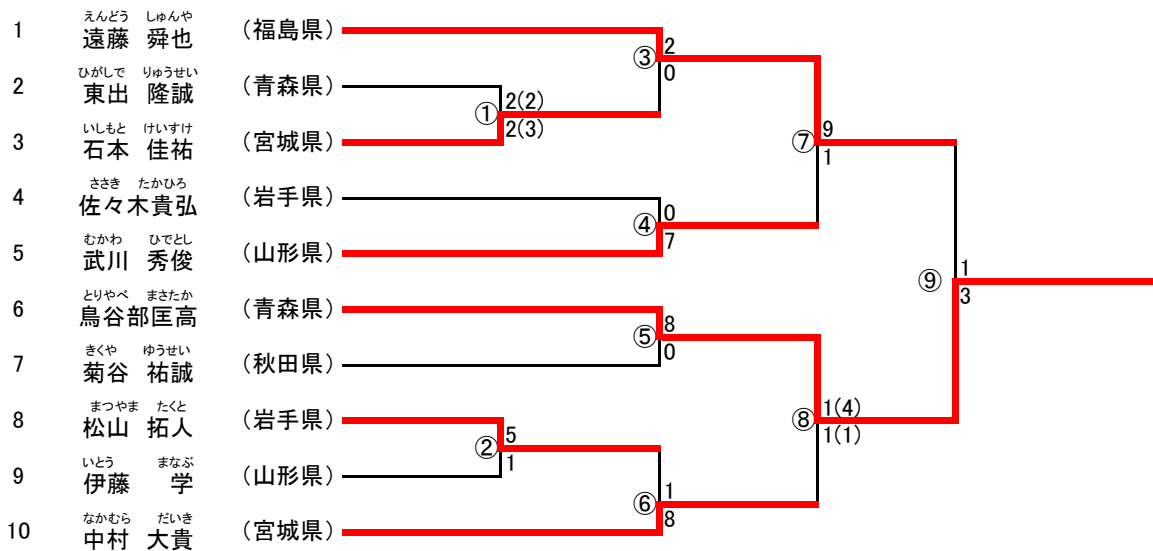 えんどう しゅんや
1 遠藤 舜也 （福島県）
③ 2
0
ひがしで りゅうせい
2 東出 隆誠 （青森県）
① 2(2)
2(3)
いしもと けいすけ
3 石本 佳祐 （宮城県）
⑦ 9
1
ささき たかひろ
4 佐々木貴弘 （岩手県）
④ 0
7
むかわ ひでとし
5 武川 秀俊 （山形県）
⑨ 1
3
とりやべ まさたか
6 鳥谷部匡高 （青森県）
⑤ 8
0
きくや ゆうせい
7 菊谷 祐誠 （秋田県）
まつやま たくと
8 松山 拓人 （岩手県）
⑧ 1(4)
1(1)
② 5
1
いとう まなぶ
9 伊藤 学 （山形県）
⑥ 1
8
なかむら だいき
10 中村 大貴 （宮城県）